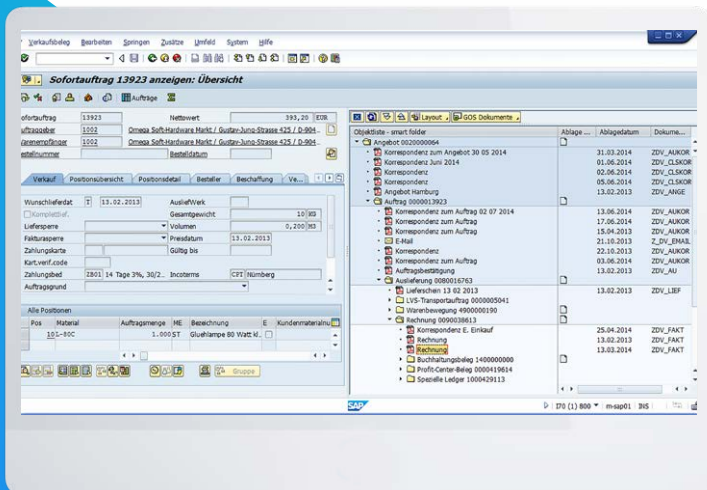 Verkaufsbeleg Bearbeiten Springen Zusätze Umfeld System Hilfe
Sofortauftrag 13923 anzeigen: Übersicht
Aufträge
Sofortauftrag 13923 Nettowert 393,20 EUR
Auftraggeber 1002 Omega Soft-Hardware Markt / Gustav-Jung-Strasse 425 / D-904..
Warenempfänger 1002 Omega Soft-Hardware Markt / Gustav-Jung-Strasse 425 / D-904..
Bestellnummer Bestelldatum
Verkauf Positionsübersicht Positionsdetail Besteller Beschaffung Ve...
Wunschlieferdat T 13.02.2013 AusliefWerk
Komplettlief. Gesamtgewicht 10 KG
Liefersperre Volumen 0,200 M3
Fakturasperre Preisdatum 13.02.2013
Zahlungskarte Gültig bis
Kart.verif.code
Zahlungsbed ZB01 14 Tage 3%, 30/2.. Incoterms CPT Nürnberg
Auftragsgrund
Alle Positionen
Pos Material Auftragsmenge ME Bezeichnung E Kundenmaterialnu
1.000 ST Gluehlampe 80 Watt kl.
Gruppe
Layout GOS Dokumente
Objektliste - smart folder Ablage ... Ablagedatum Dokume...
Angebot 0020000064
Korrespondenz zum Angebot 30 05 2014 31.03.2014 ZDV_AUKOR
Korrespondenz Juni 2014 01.06.2014 ZDV_CLSKOR
Korrespondenz 02.06.2014 ZDV_CLSKOR
Korrespondenz 05.06.2014 ZDV_CLSKOR
Angebot Hamburg 13.02.2013 ZDV_ANGE
Auftrag 0000013923
Korrespondenz zum Auftrag 02 07 2014 13.06.2014 ZDV_AUKOR
Korrespondenz zum Auftrag 17.06.2014 ZDV_AUKOR
Korrespondenz zum Auftrag 15.04.2013 ZDV_AUKOR
E-Mail 21.10.2013 Z_DV_EMAIL
Korrespondenz 22.10.2013 ZDV_AUKOR
Korrespondenz zum Auftrag 03.06.2014 ZDV_AUKOR
Auftragsbestätigung 13.02.2013 ZDV_AU
Auslieferung 0080016763
Lieferschein 13 02 2013 13.02.2013 ZDV_LIEF
LVS-Transportauftrag 0000005041
Warenbewegung 4900000190
Rechnung 0090038613
Korrespondenz E. Einkauf 25.04.2014 ZDV_FAKT
Rechnung 13.02.2013 ZDV_FAKT
Rechnung 13.03.2014 ZDV_FAKT
Buchhaltungsbeleg 1400000000
Profit-Center-Beleg 0000419614
Spezielle Ledger 1000429113
SAP I70 (1) 800 m-sap01 INS